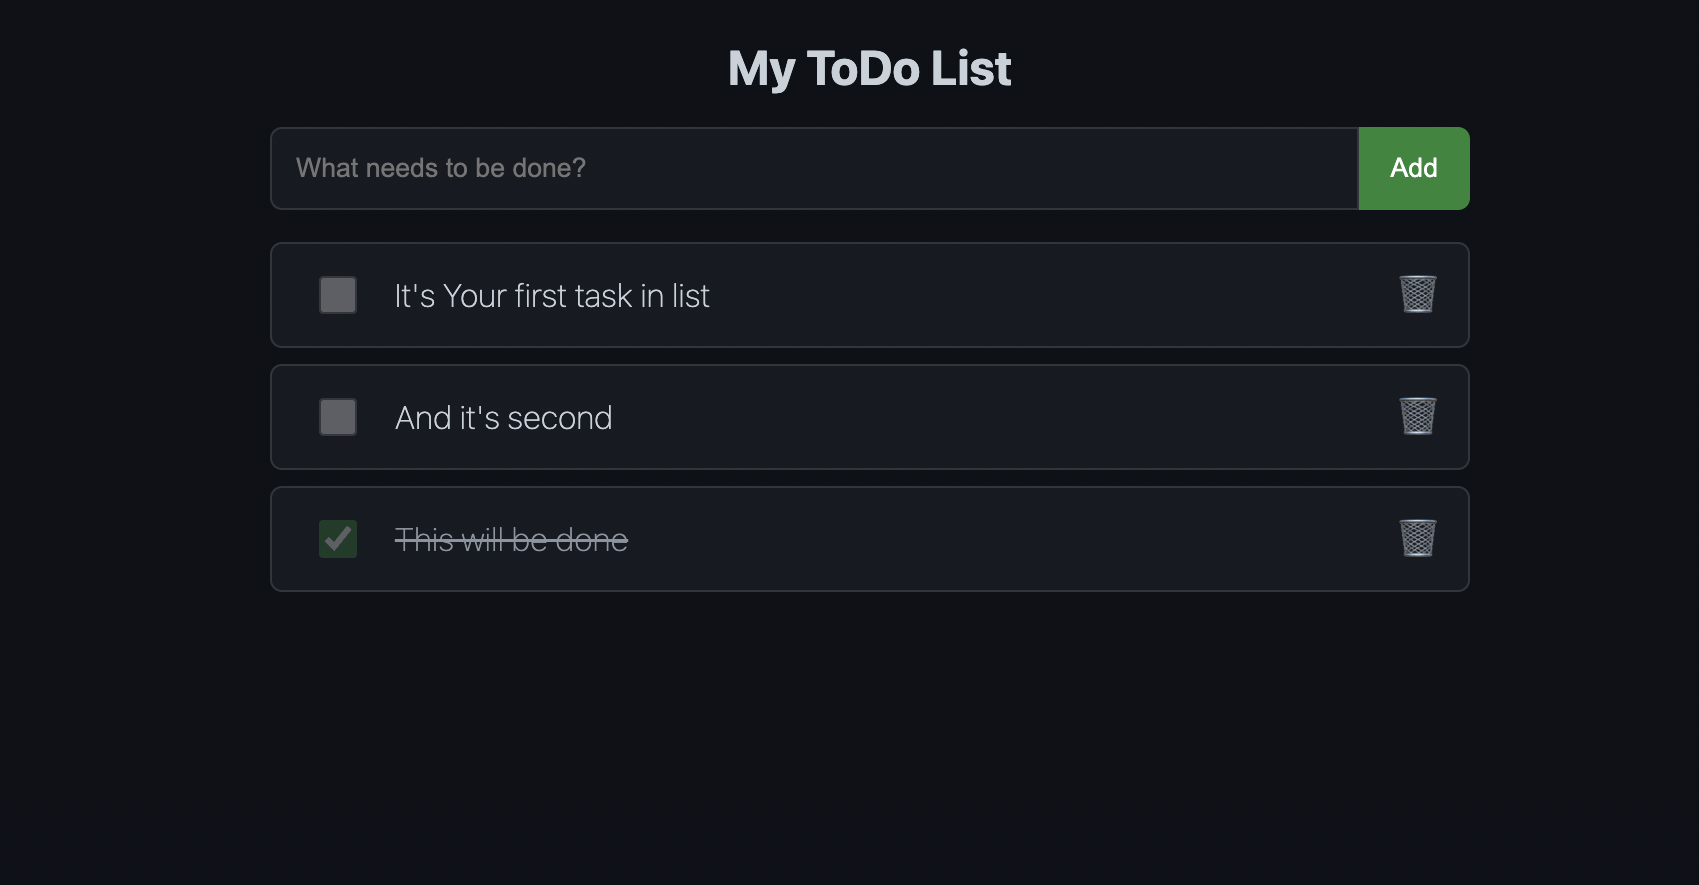 My ToDo List
What needs to be done?
Add
It's Your first task in list
And it's second
This will be done